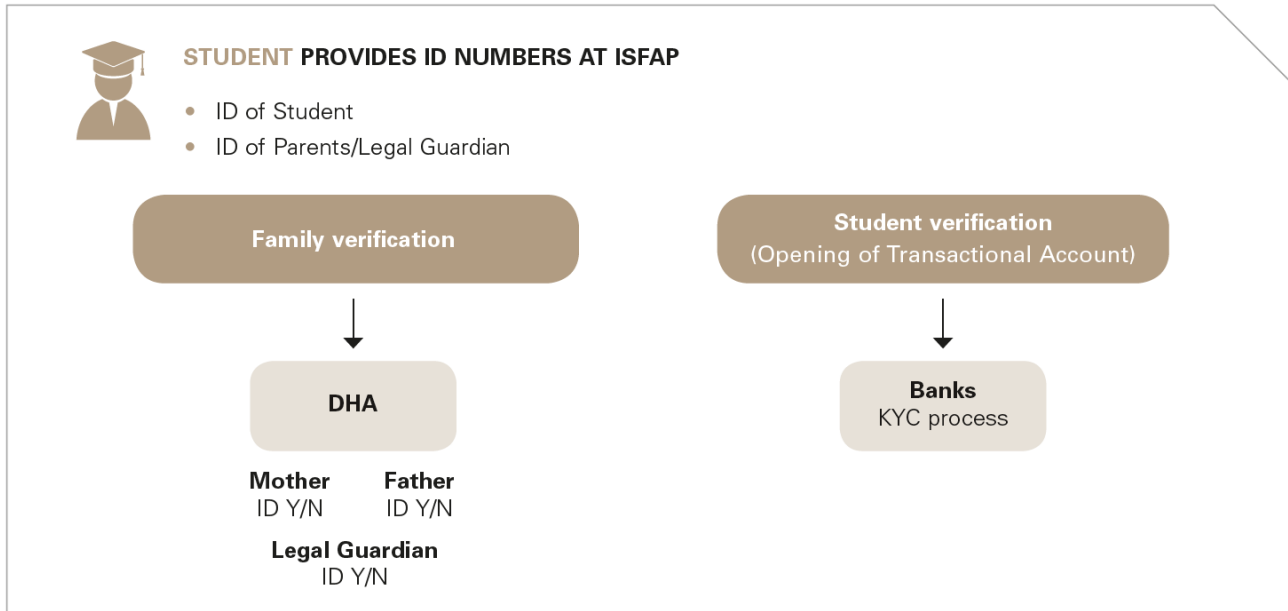 STUDENT PROVIDES ID NUMBERS AT ISFAP
• ID of Student
• ID of Parents/Legal Guardian
Family verification
Student verification
(Opening of Transactional Account)
DHA
Banks
KYC process
Mother
ID Y/N
Father
ID Y/N
Legal Guardian
ID Y/N